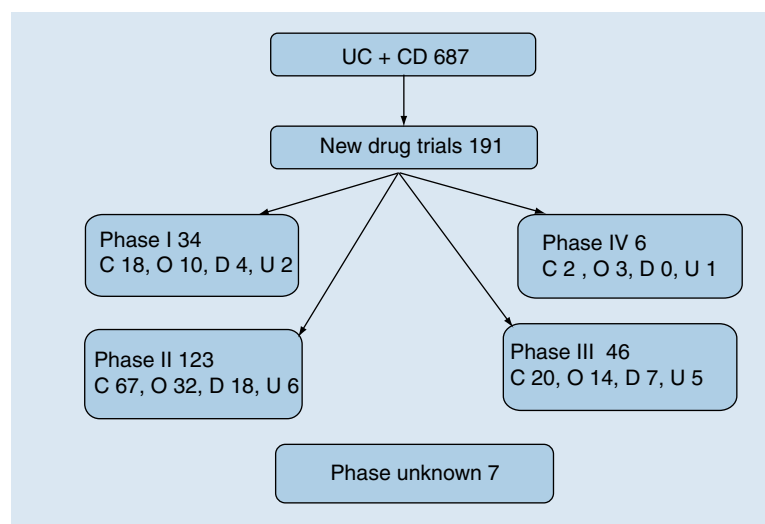 UC + CD 687
New drug trials 191
Phase I 34
C 18, O 10, D 4, U 2
Phase IV 6
C 2 , O 3, D 0, U 1
Phase II 123
C 67, O 32, D 18, U 6
Phase III 46
C 20, O 14, D 7, U 5
Phase unknown 7